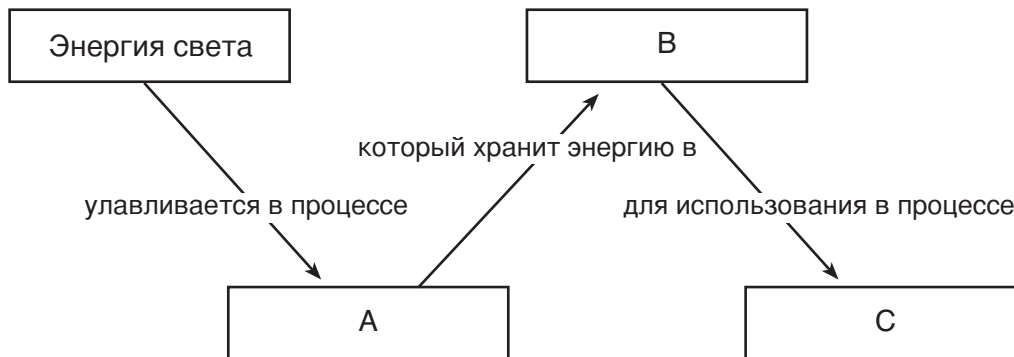 Энергия света
B
который хранит энергию в
улавливается в процессе
для использования в процессе
A
C